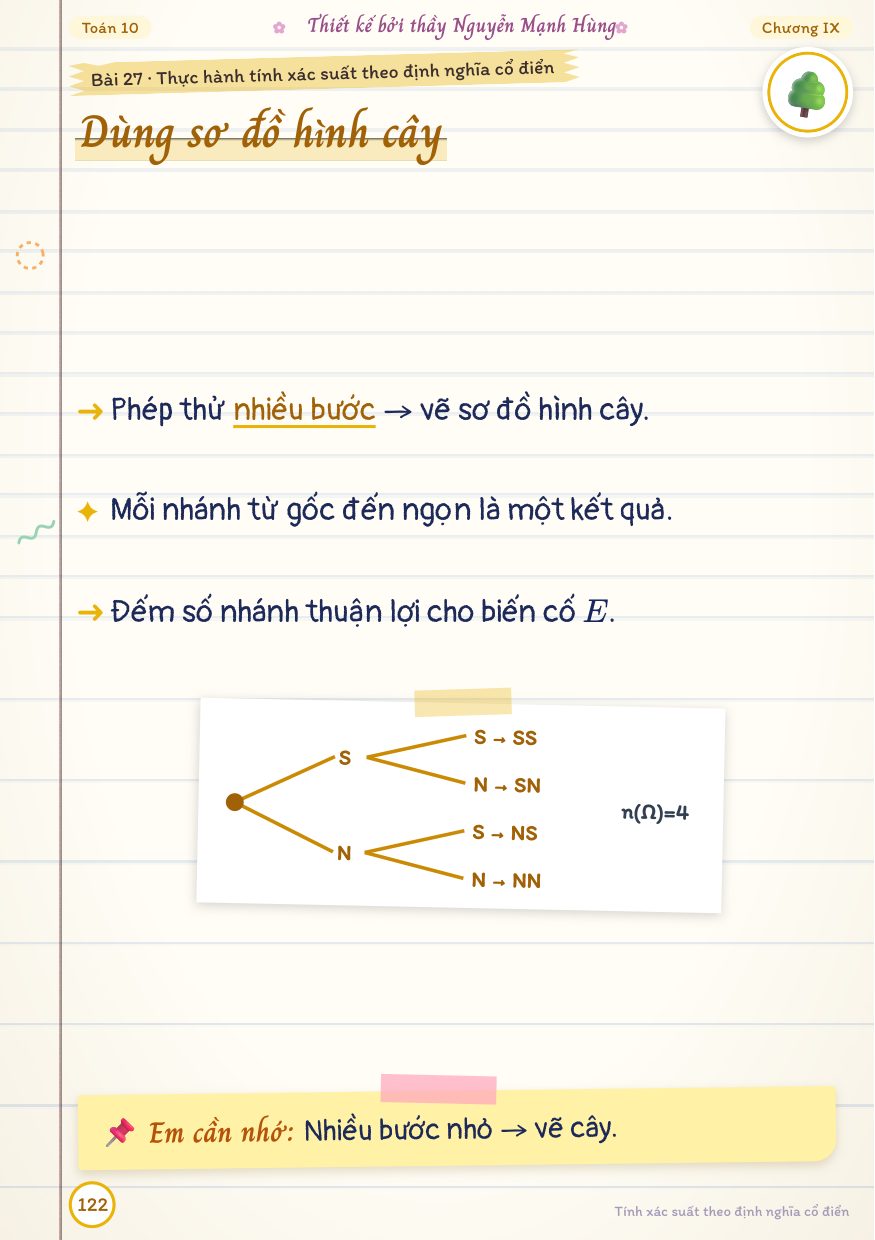 Toán 10
Thiết kế bởi thầy Nguyễn Mạnh Hùng
Chương IX
Bài 27 · Thực hành tính xác suất theo định nghĩa cổ điển
Dùng sơ đồ hình cây
→ Phép thử nhiều bước → vẽ sơ đồ hình cây.
✦ Mỗi nhánh từ gốc đến ngọn là một kết quả.
→ Đếm số nhánh thuận lợi cho biến cố E.
S → SS
S
N → SN
n(Ω)=4
S → NS
N
N → NN
Em cần nhớ: Nhiều bước nhỏ → vẽ cây.
122
Tính xác suất theo định nghĩa cổ điển